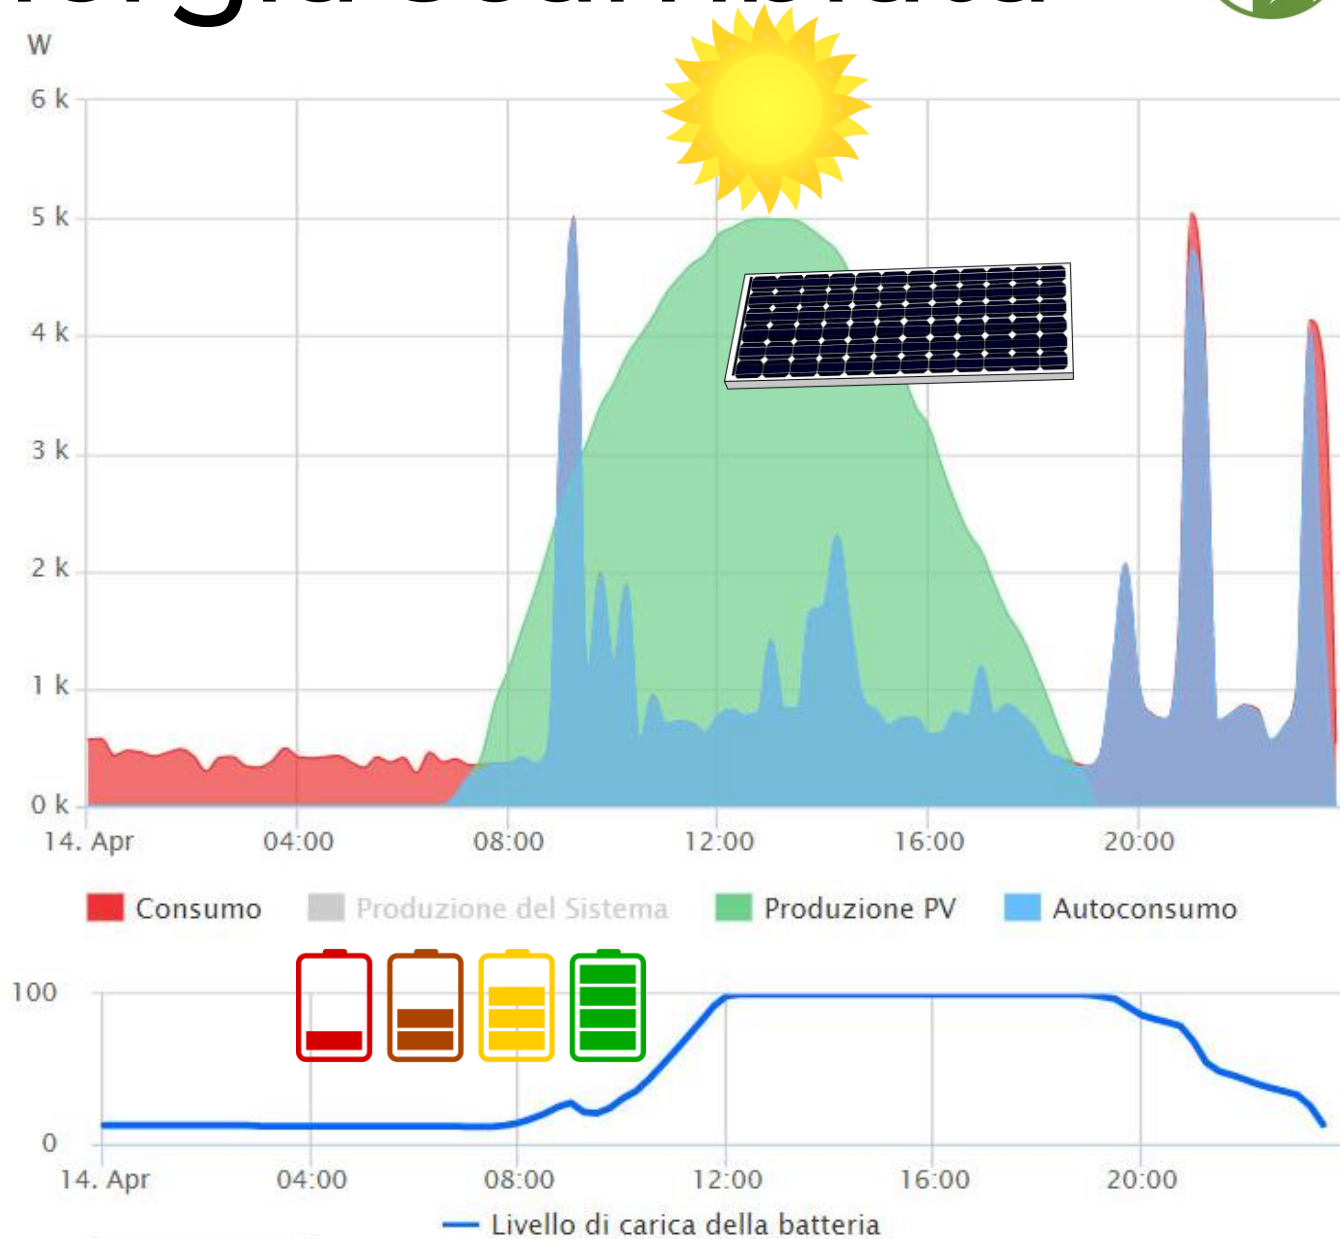 W
6 k
5 k
4 k
3 k
2 k
1 k
0 k
14. Apr 04:00 08:00 12:00 16:00 20:00
Consumo Produzione del Sistema Produzione PV Autoconsumo
100
0
14. Apr 04:00 08:00 12:00 16:00 20:00
Livello di carica della batteria